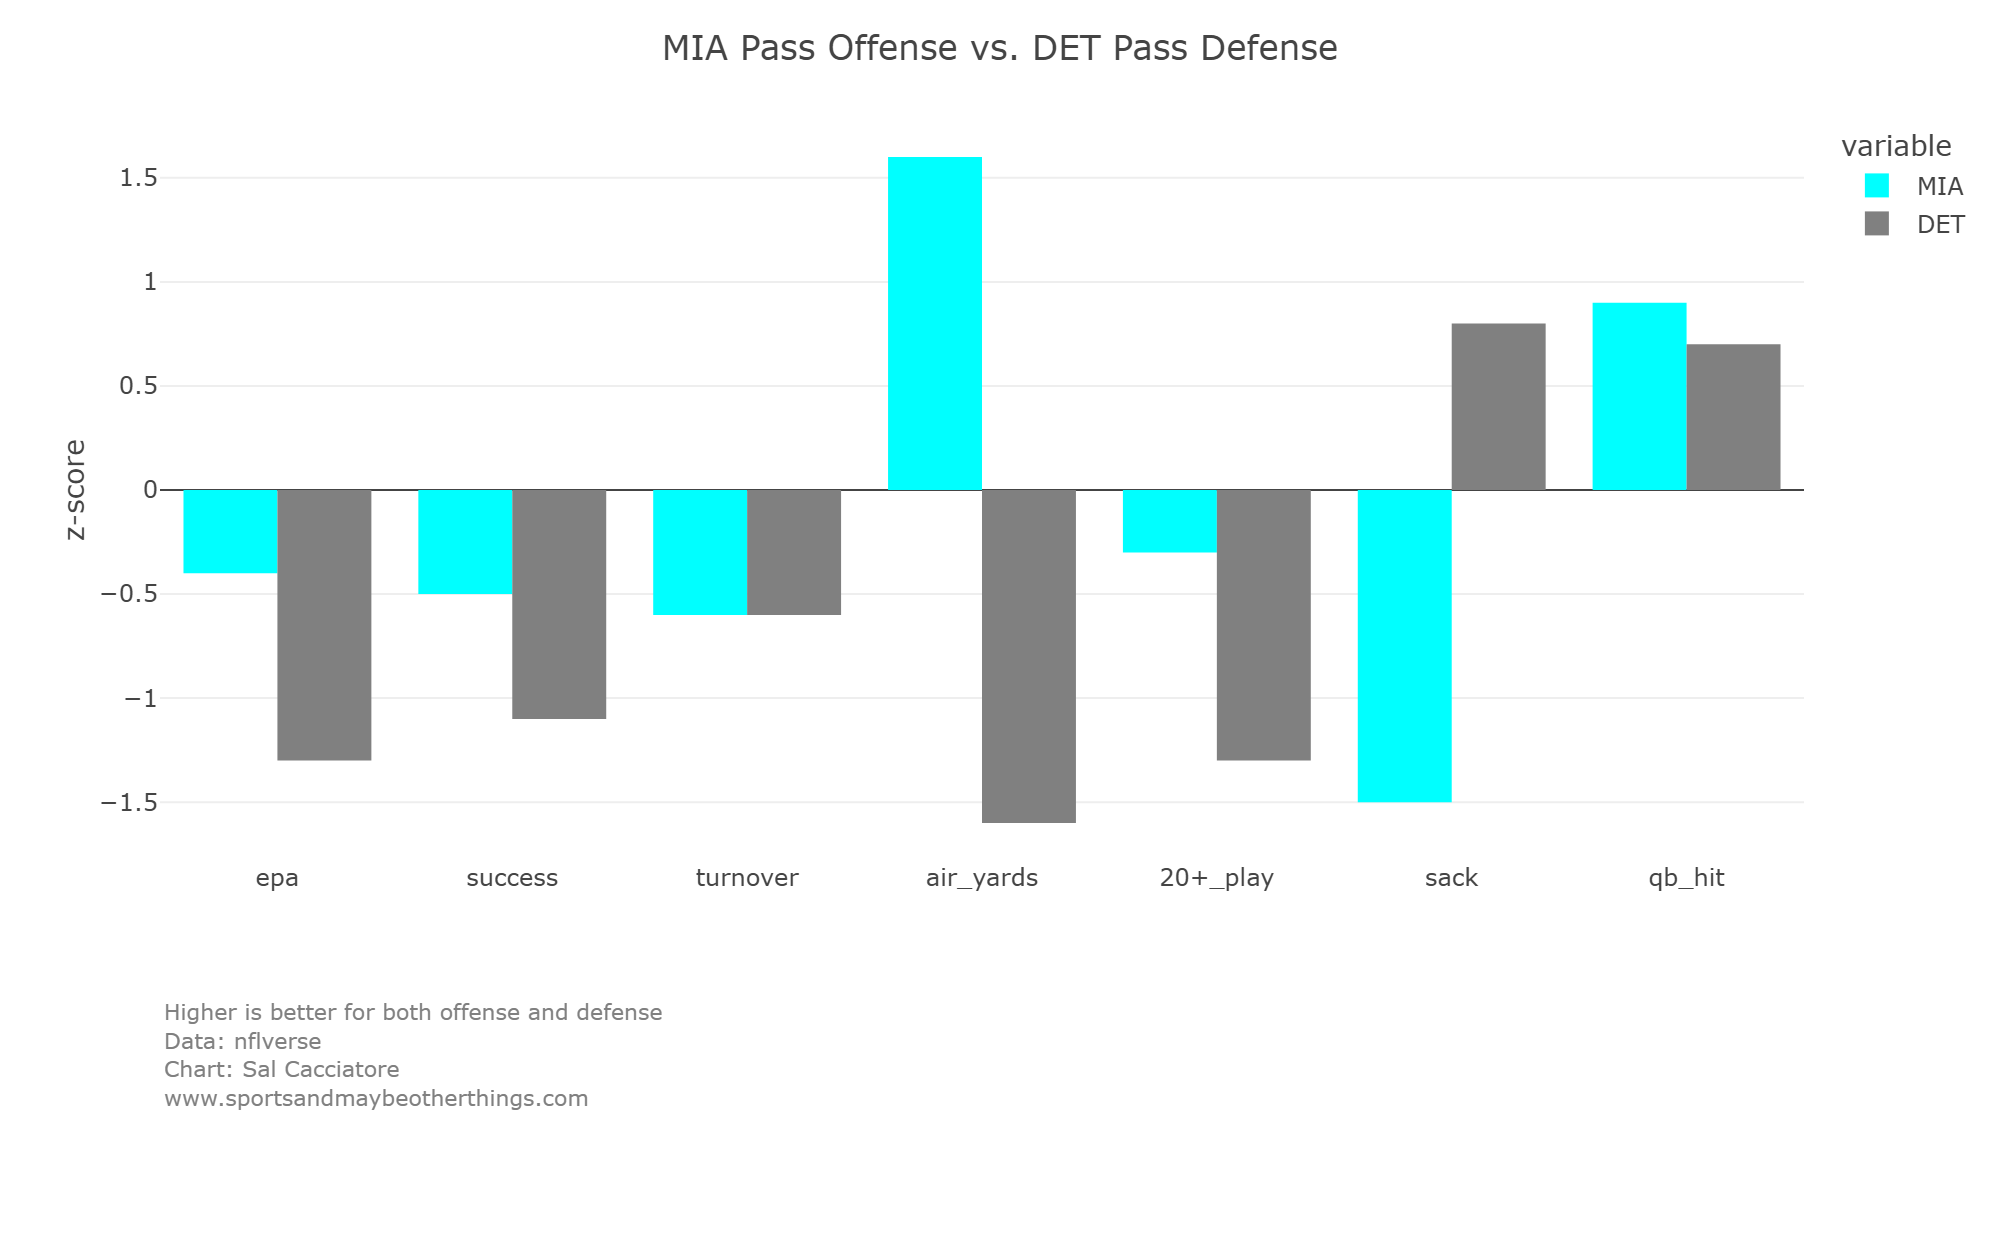 MIA Pass Offense vs. DET Pass Defense
variable
MIA
DET
1.5
1
0.5
0
−0.5
−1
−1.5
z-score
epa success turnover air_yards 20+_play sack qb_hit
Higher is better for both offense and defense
Data: nflverse
Chart: Sal Cacciatore
www.sportsandmaybeotherthings.com